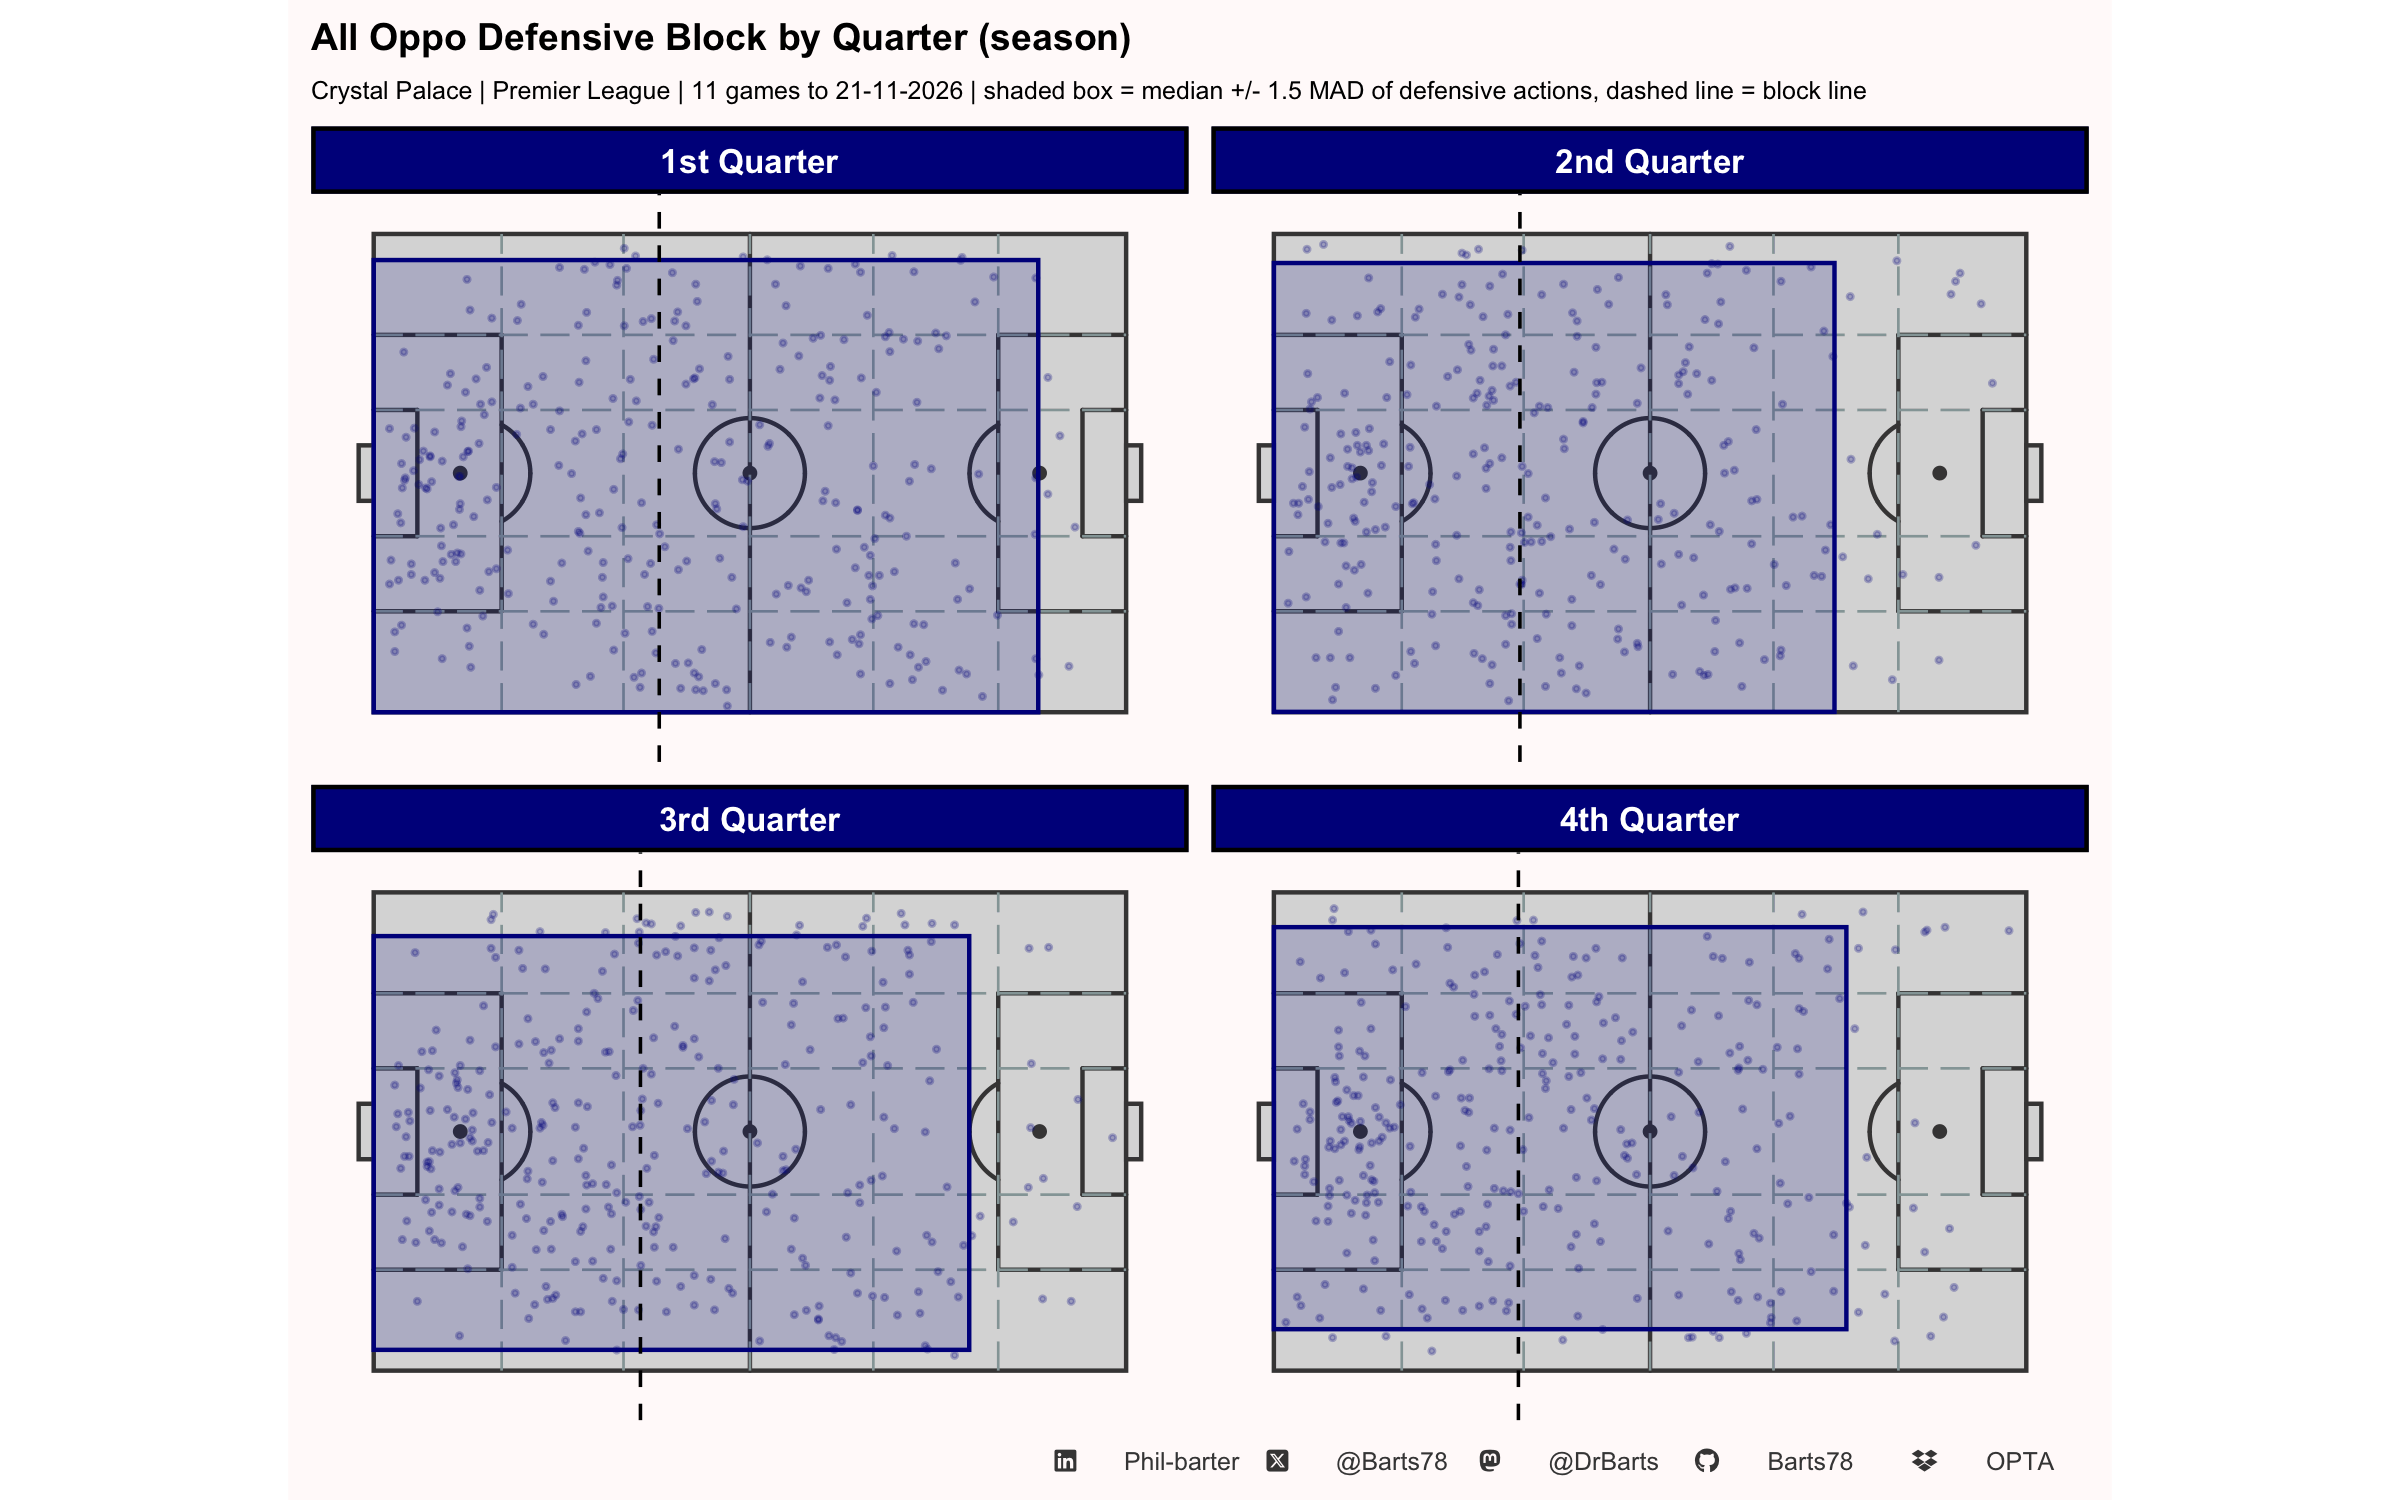 All Oppo Defensive Block by Quarter (season)
Crystal Palace | Premier League | 11 games to 21-11-2026 | shaded box = median +/- 1.5 MAD of defensive actions, dashed line = block line
1st Quarter
2nd Quarter
3rd Quarter
4th Quarter
Phil-barter @Barts78 @DrBarts Barts78 OPTA